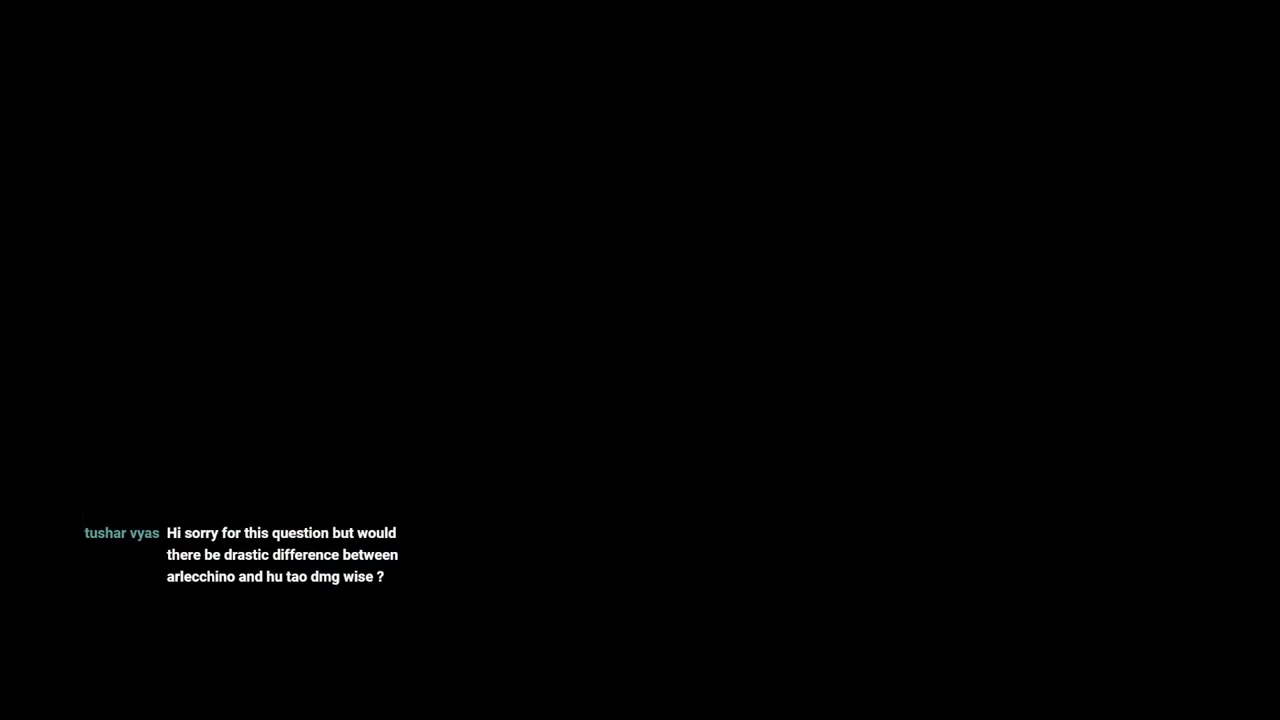 tushar vyas Hi sorry for this question but would
there be drastic difference between
arlecchino and hu tao dmg wise ?